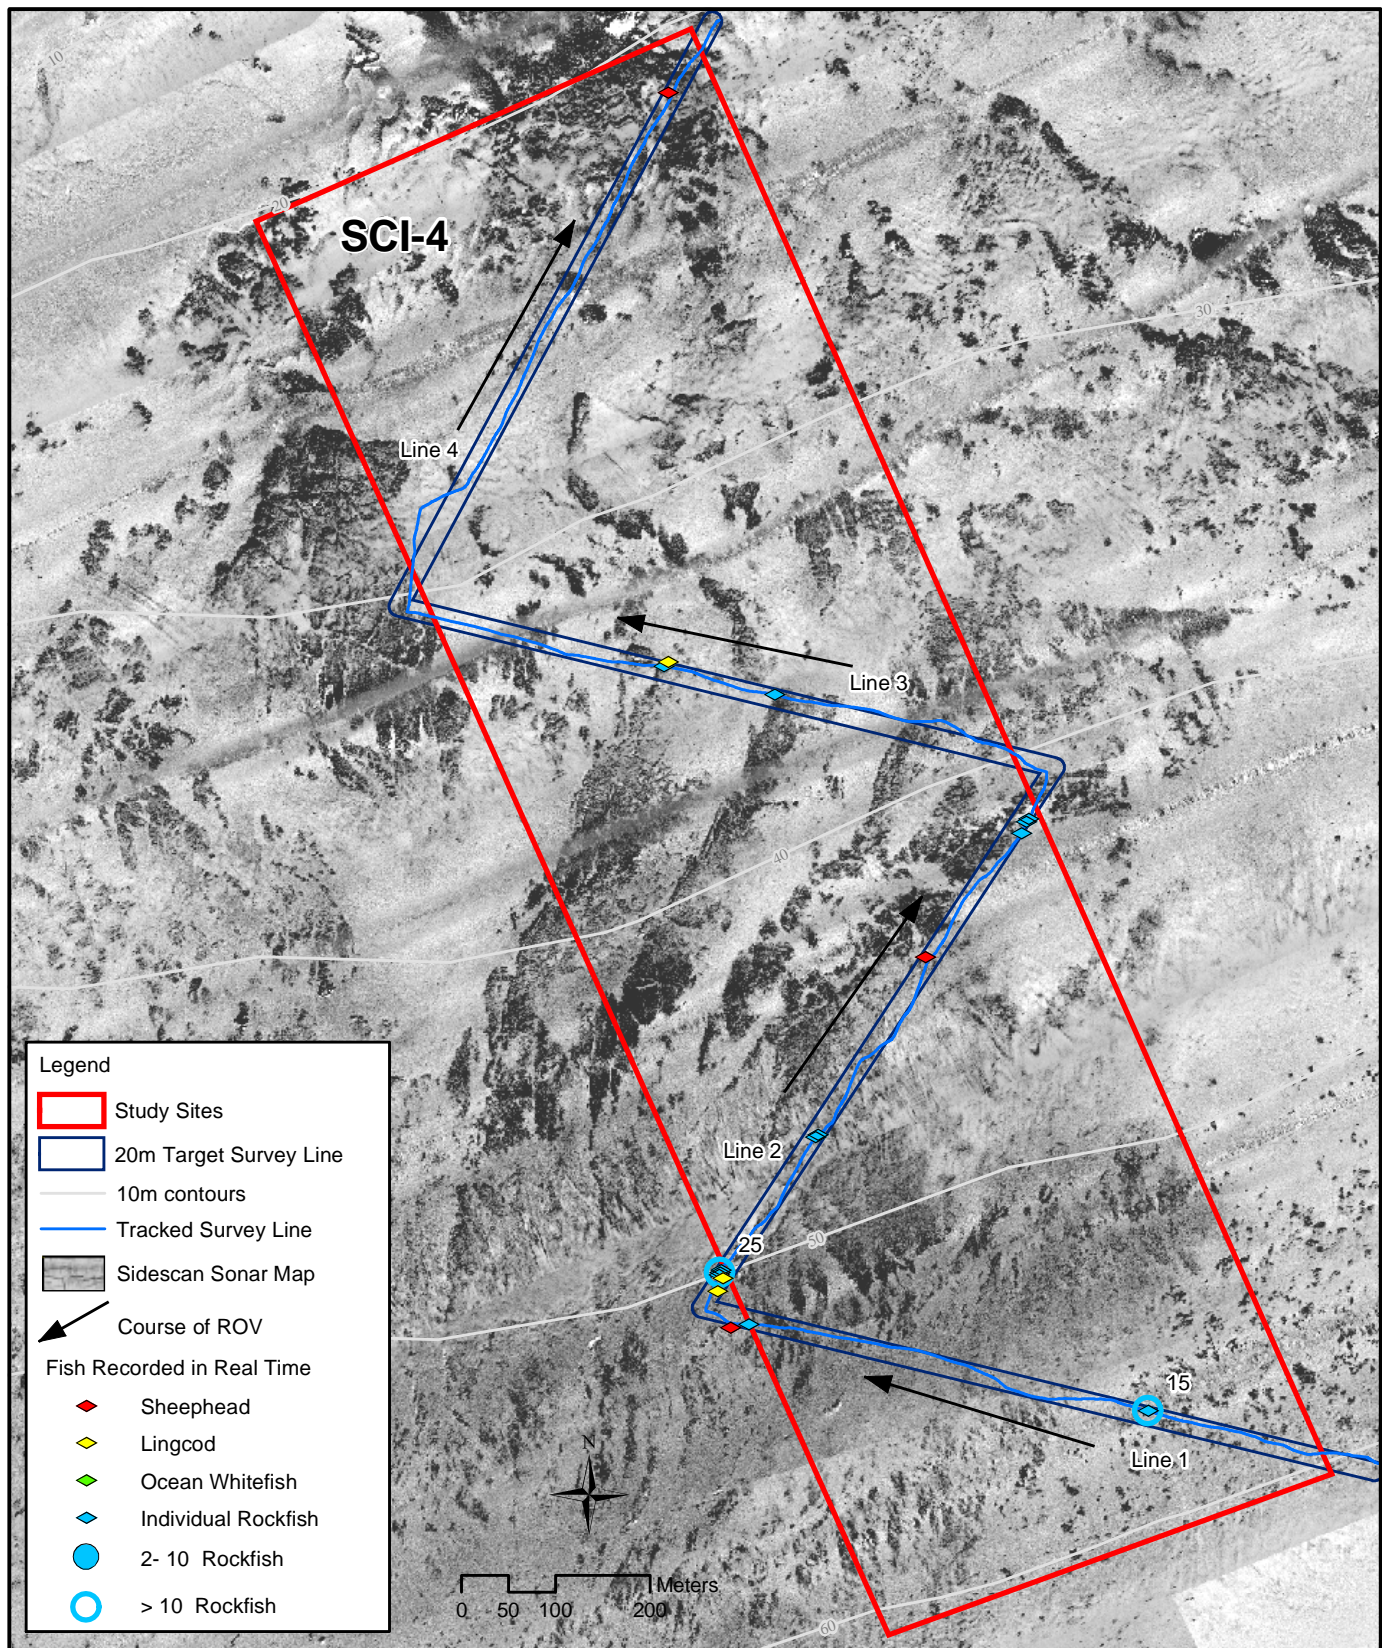 10
20
SCI-4
30
Line 4
Line 3
40
Line 2
25
50
15
Line 1
60
N
Meters
0 50 100 200
Legend
Study Sites
20m Target Survey Line
10m contours
Tracked Survey Line
Sidescan Sonar Map
Course of ROV
Fish Recorded in Real Time
Sheephead
Lingcod
Ocean Whitefish
Individual Rockfish
2- 10 Rockfish
> 10 Rockfish